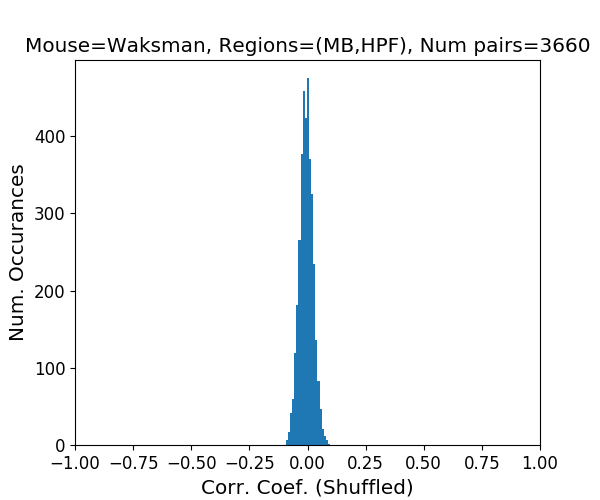 Mouse=Waksman, Regions=(MB,HPF), Num pairs=3660
Num. Occurances
400
300
200
100
0
−1.00 −0.75 −0.50 −0.25 0.00 0.25 0.50 0.75 1.00
Corr. Coef. (Shuffled)